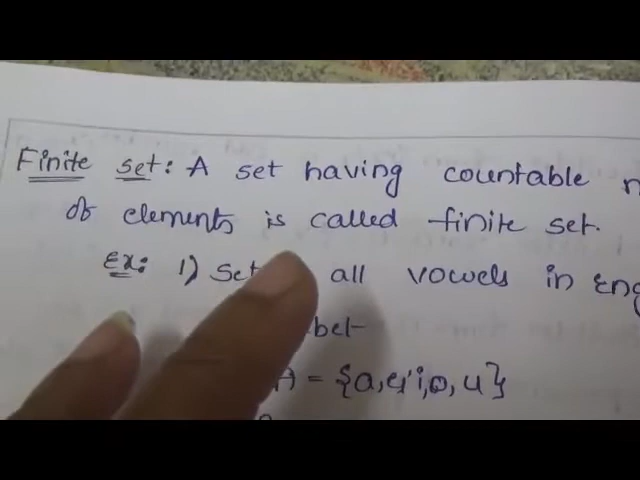 Finite set: A set having countable
of elements is called finite set.
Ex: 1) Set all vowels in
A = {a, e, i, o, u}